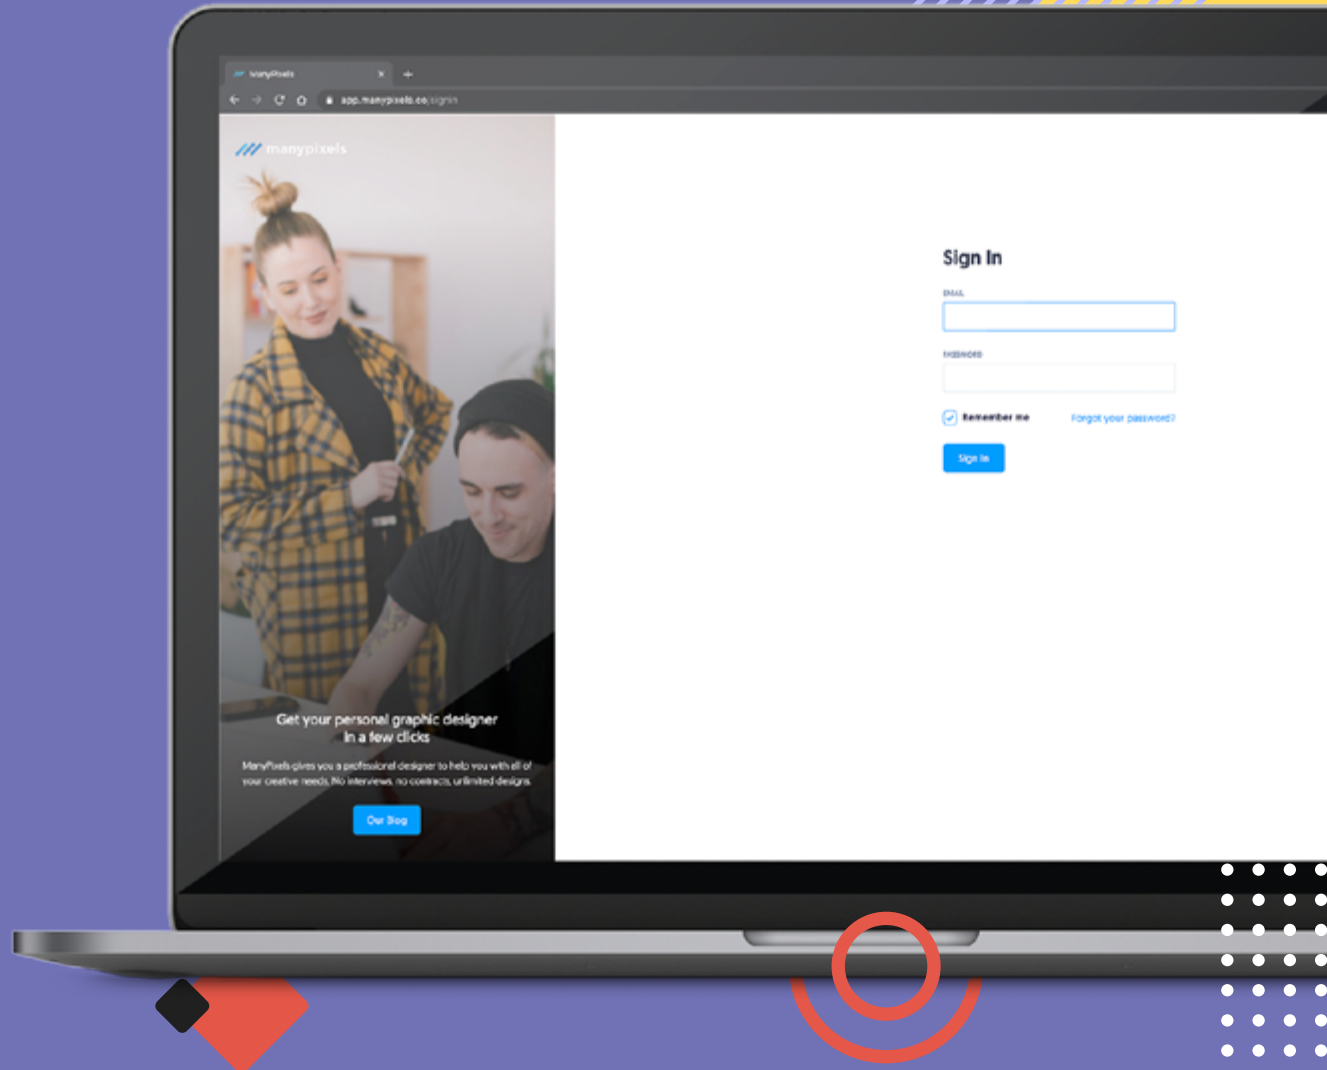 ManyPixels
app.manypixels.co/signin
manypixels
Sign In
EMAIL
PASSWORD
Remember me
Forgot your password?
Sign In
Get your personal graphic designer
in a few clicks
ManyPixels gives you a professional designer to help you with all of
your creative needs. No interviews, no contracts, unlimited designs.
Our Blog